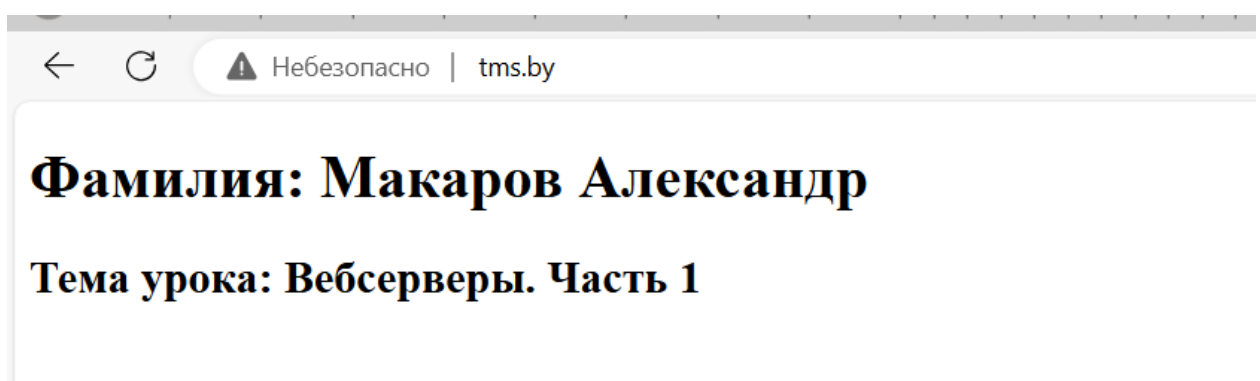 Небезопасно | tms.by
Фамилия: Макаров Александр
Тема урока: Вебсерверы. Часть 1